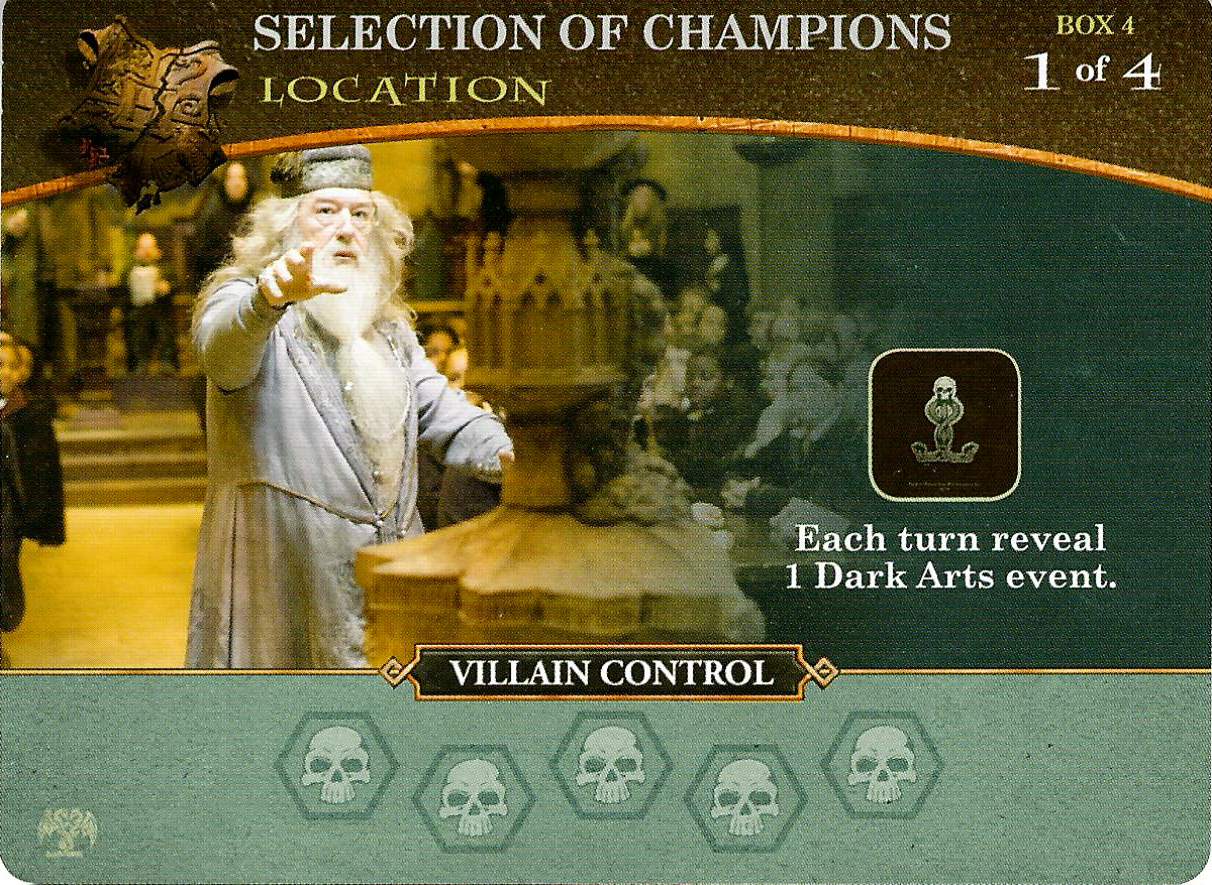 SELECTION OF CHAMPIONS
LOCATION
BOX 4
1 of 4
Each turn reveal
1 Dark Arts event.
VILLAIN CONTROL